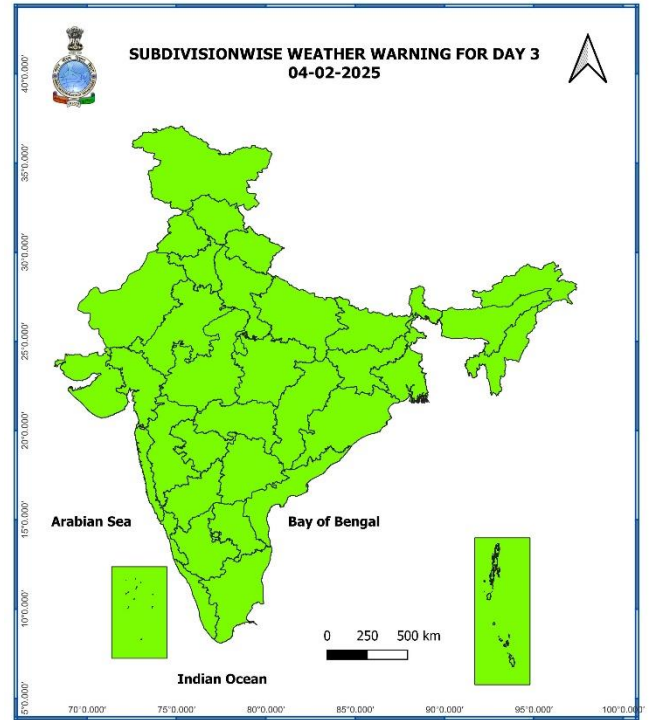 SUBDIVISIONWISE WEATHER WARNING FOR DAY 3
04-02-2025
40°0.000'
35°0.000'
30°0.000'
25°0.000'
20°0.000'
15°0.000'
10°0.000'
5°0.000'
Arabian Sea
Bay of Bengal
0 250 500 km
Indian Ocean
70°0.000' 75°0.000' 80°0.000' 85°0.000' 90°0.000' 95°0.000' 100°0.000'